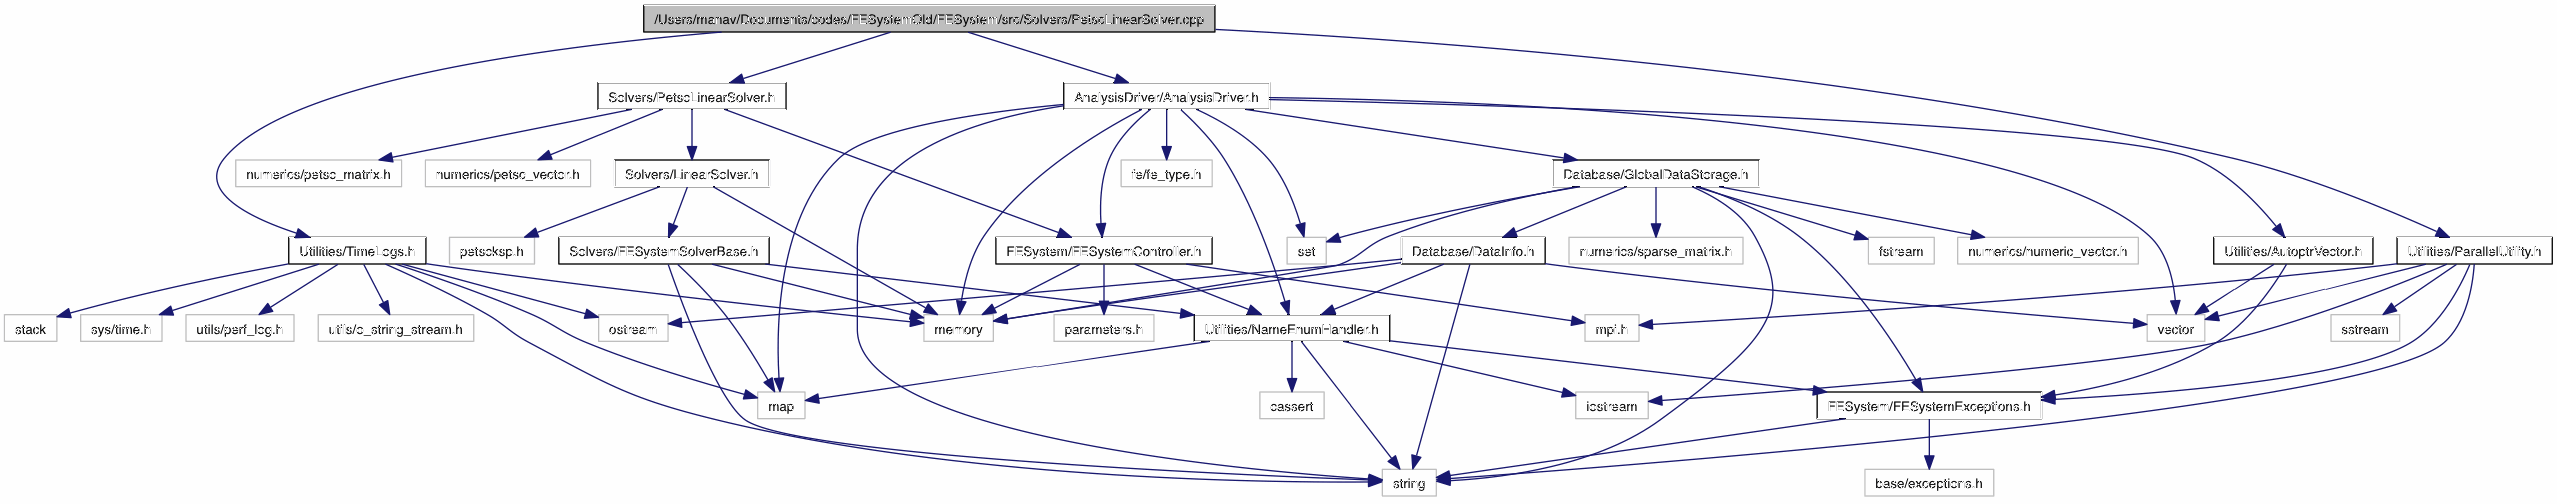 /Users/manav/Documents/codes/FESystemOld/FESystem/src/Solvers/PetscLinearSolver.cpp
Solvers/PetscLinearSolver.h
AnalysisDriver/AnalysisDriver.h
numerics/petsc_matrix.h
numerics/petsc_vector.h
Solvers/LinearSolver.h
fe/fe_type.h
Database/GlobalDataStorage.h
Utilities/TimeLogs.h
petscksp.h
Solvers/FESystemSolverBase.h
FESystem/FESystemController.h
set
Database/DataInfo.h
numerics/sparse_matrix.h
fstream
numerics/numeric_vector.h
Utilities/AutoptrVector.h
Utilities/ParallelUtility.h
stack
sys/time.h
utils/perf_log.h
utils/o_string_stream.h
ostream
memory
parameters.h
Utilities/NameEnumHandler.h
mpi.h
vector
sstream
map
cassert
iostream
FESystem/FESystemExceptions.h
string
base/exceptions.h